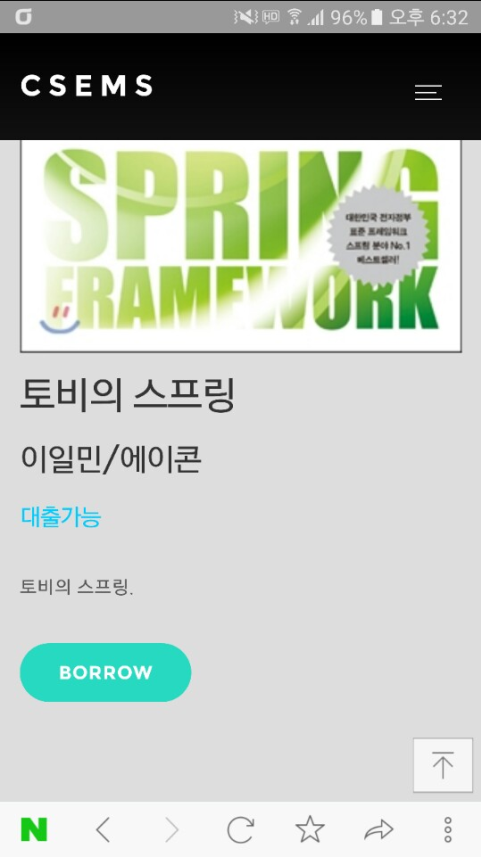 HD 96% 오후 6:32
CSEMS
SPRING
대한민국 전자정부
표준 프레임워크
스프링 분야 No.1
베스트셀러!
FRAMEWORK
토비의 스프링
이일민/에이콘
대출가능
토비의 스프링.
BORROW
N